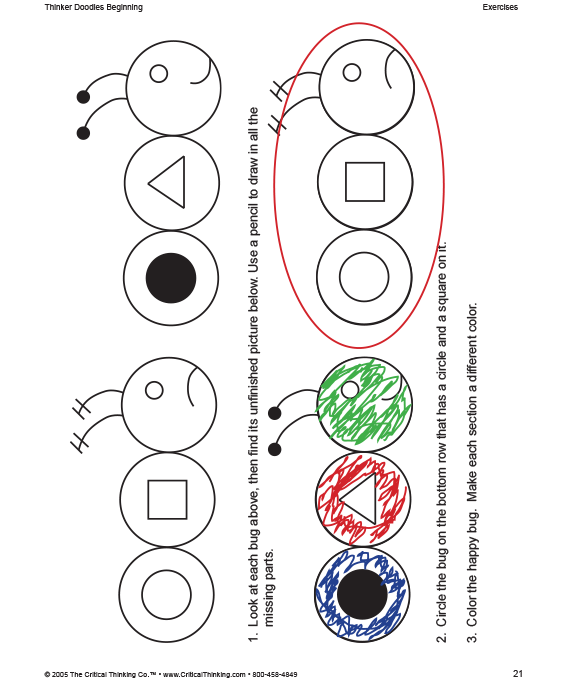 Thinker Doodles Beginning
Exercises
1. Look at each bug above, then find its unfinished picture below. Use a pencil to draw in all the
missing parts.
2. Circle the bug on the bottom row that has a circle and a square on it.
3. Color the happy bug. Make each section a different color.
© 2005 The Critical Thinking Co.™ • www.CriticalThinking.com • 800-458-4849
21